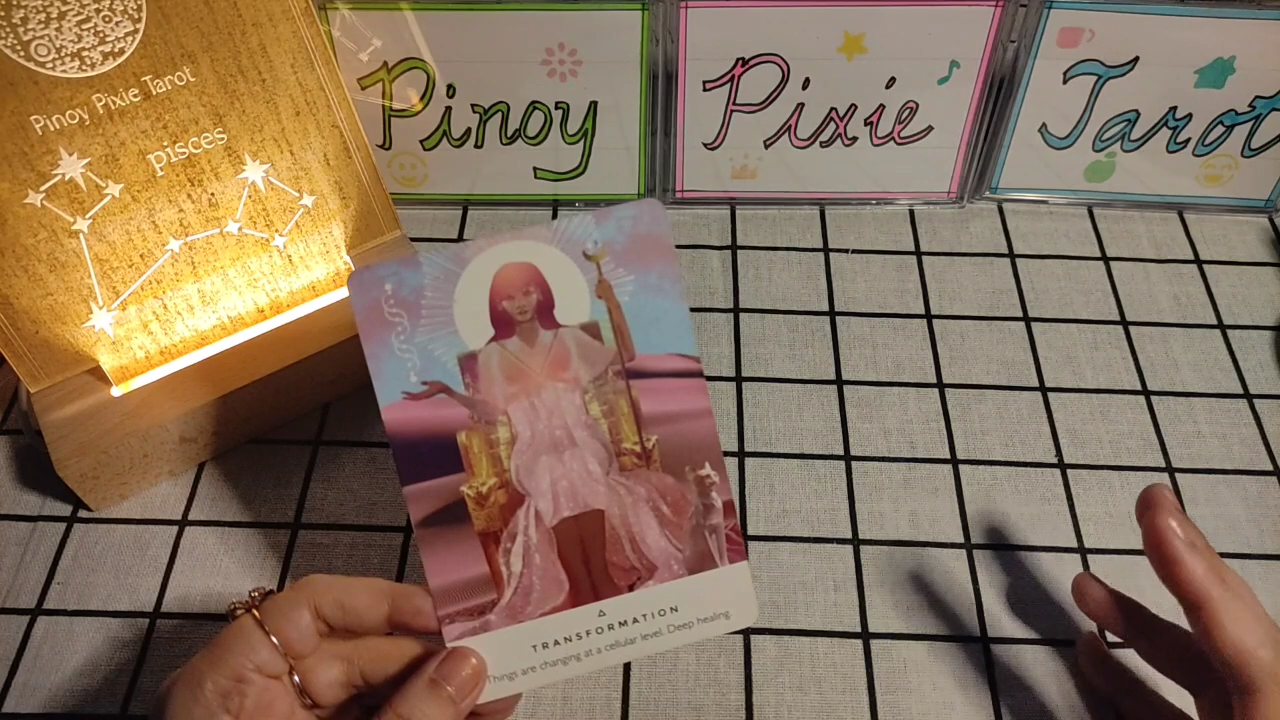 Pinoy Pixie Tarot
pisces
Pinoy
Pixie
Tarot
TRANSFORMATION
Things are changing at a cellular level. Deep healing.